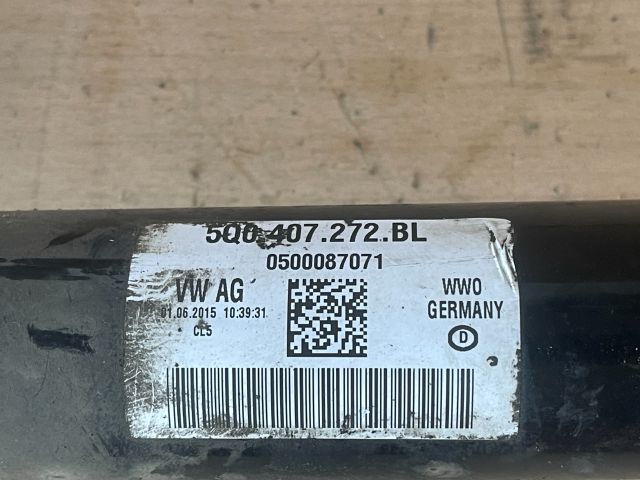 5Q0.407.272.BL
0500087071
VW AG
01.06.2015 10:39:31
CL5
WWO
GERMANY
D